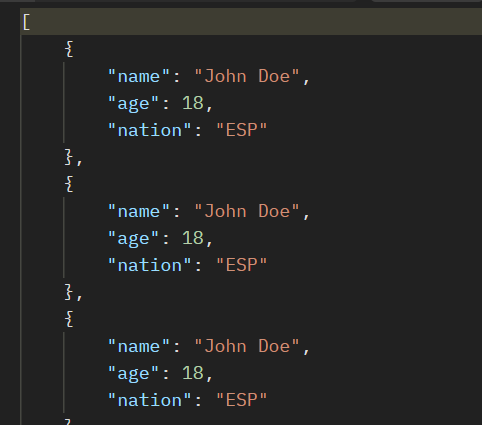 [
    {
        "name": "John Doe",
        "age": 18,
        "nation": "ESP"
    },
    {
        "name": "John Doe",
        "age": 18,
        "nation": "ESP"
    },
    {
        "name": "John Doe",
        "age": 18,
        "nation": "ESP"
    }